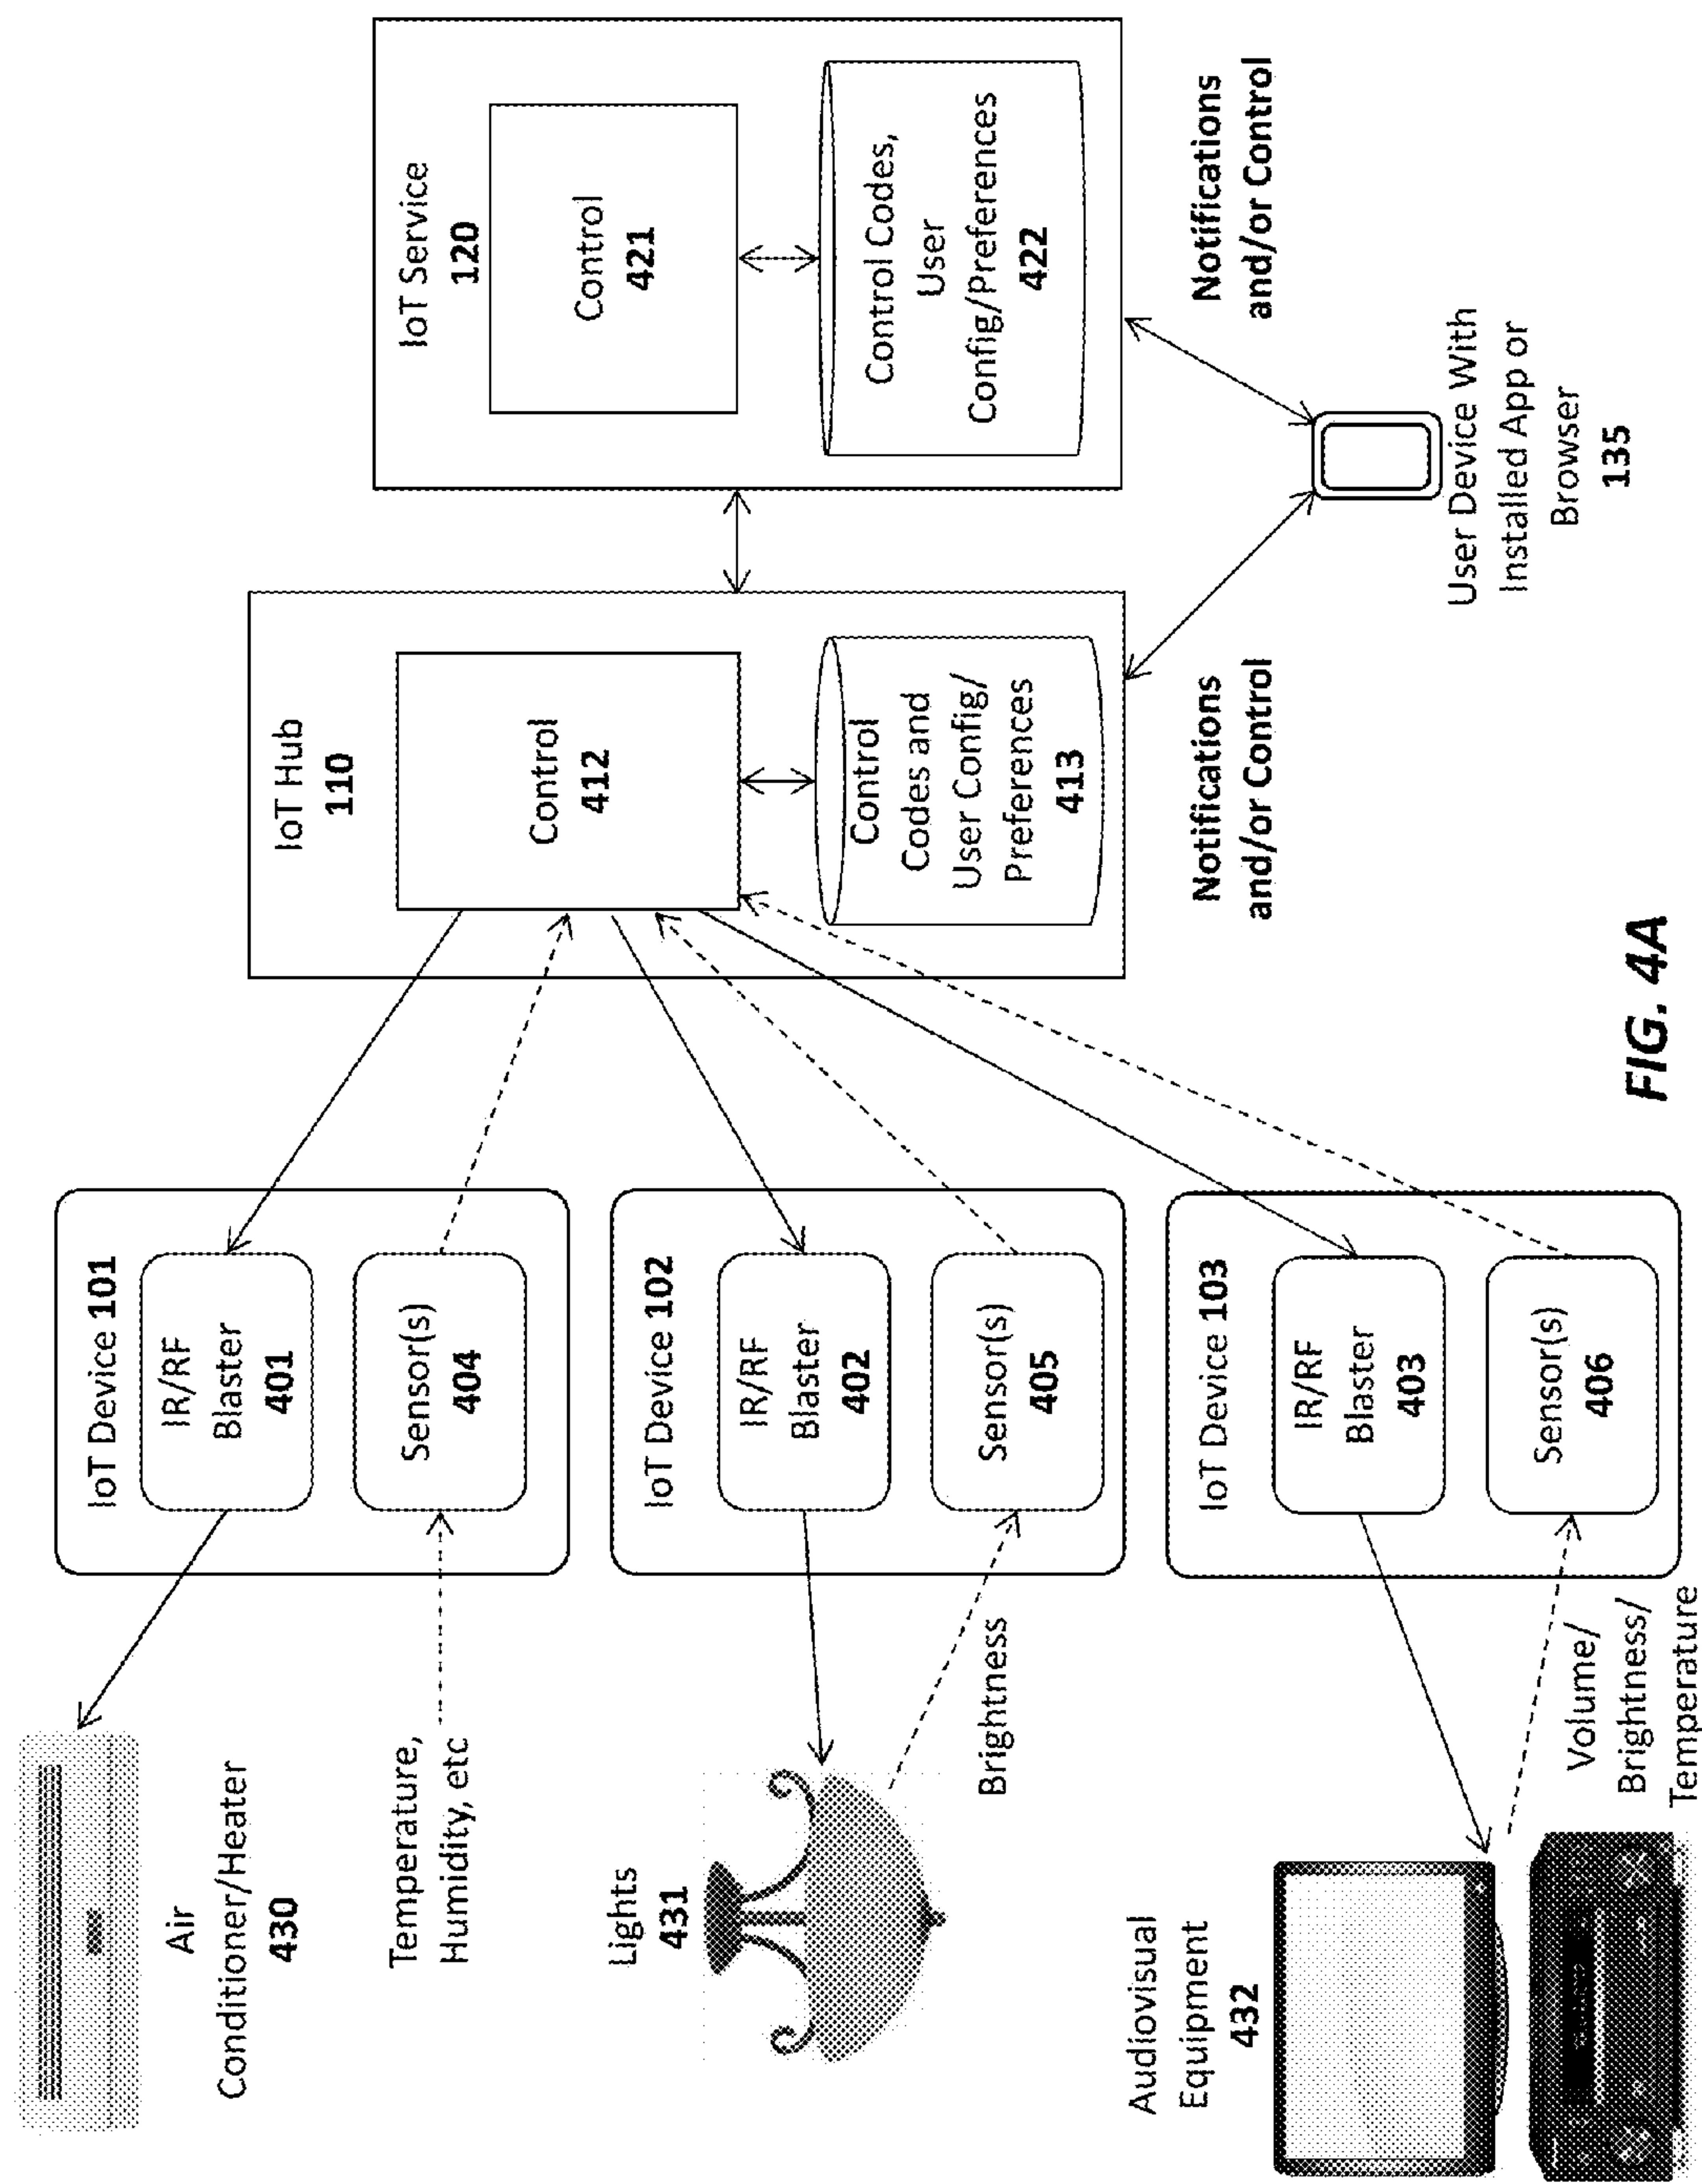 Air
Conditioner/Heater
430
Temperature,
Humidity, etc
Lights
431
Brightness
Audiovisual
Equipment
432
Volume/
Brightness/
Temperature
IoT Device 101
IR/RF
Blaster
401
Sensor(s)
404
IoT Device 102
IR/RF
Blaster
402
Sensor(s)
405
IoT Device 103
IR/RF
Blaster
403
Sensor(s)
406
IoT Hub
110
Control
412
Control
Codes and
User Config/
Preferences
413
Notifications
and/or Control
IoT Service
120
Control
421
Control Codes,
User
Config/Preferences
422
Notifications
and/or Control
User Device With
Installed App or
Browser
135
FIG. 4A